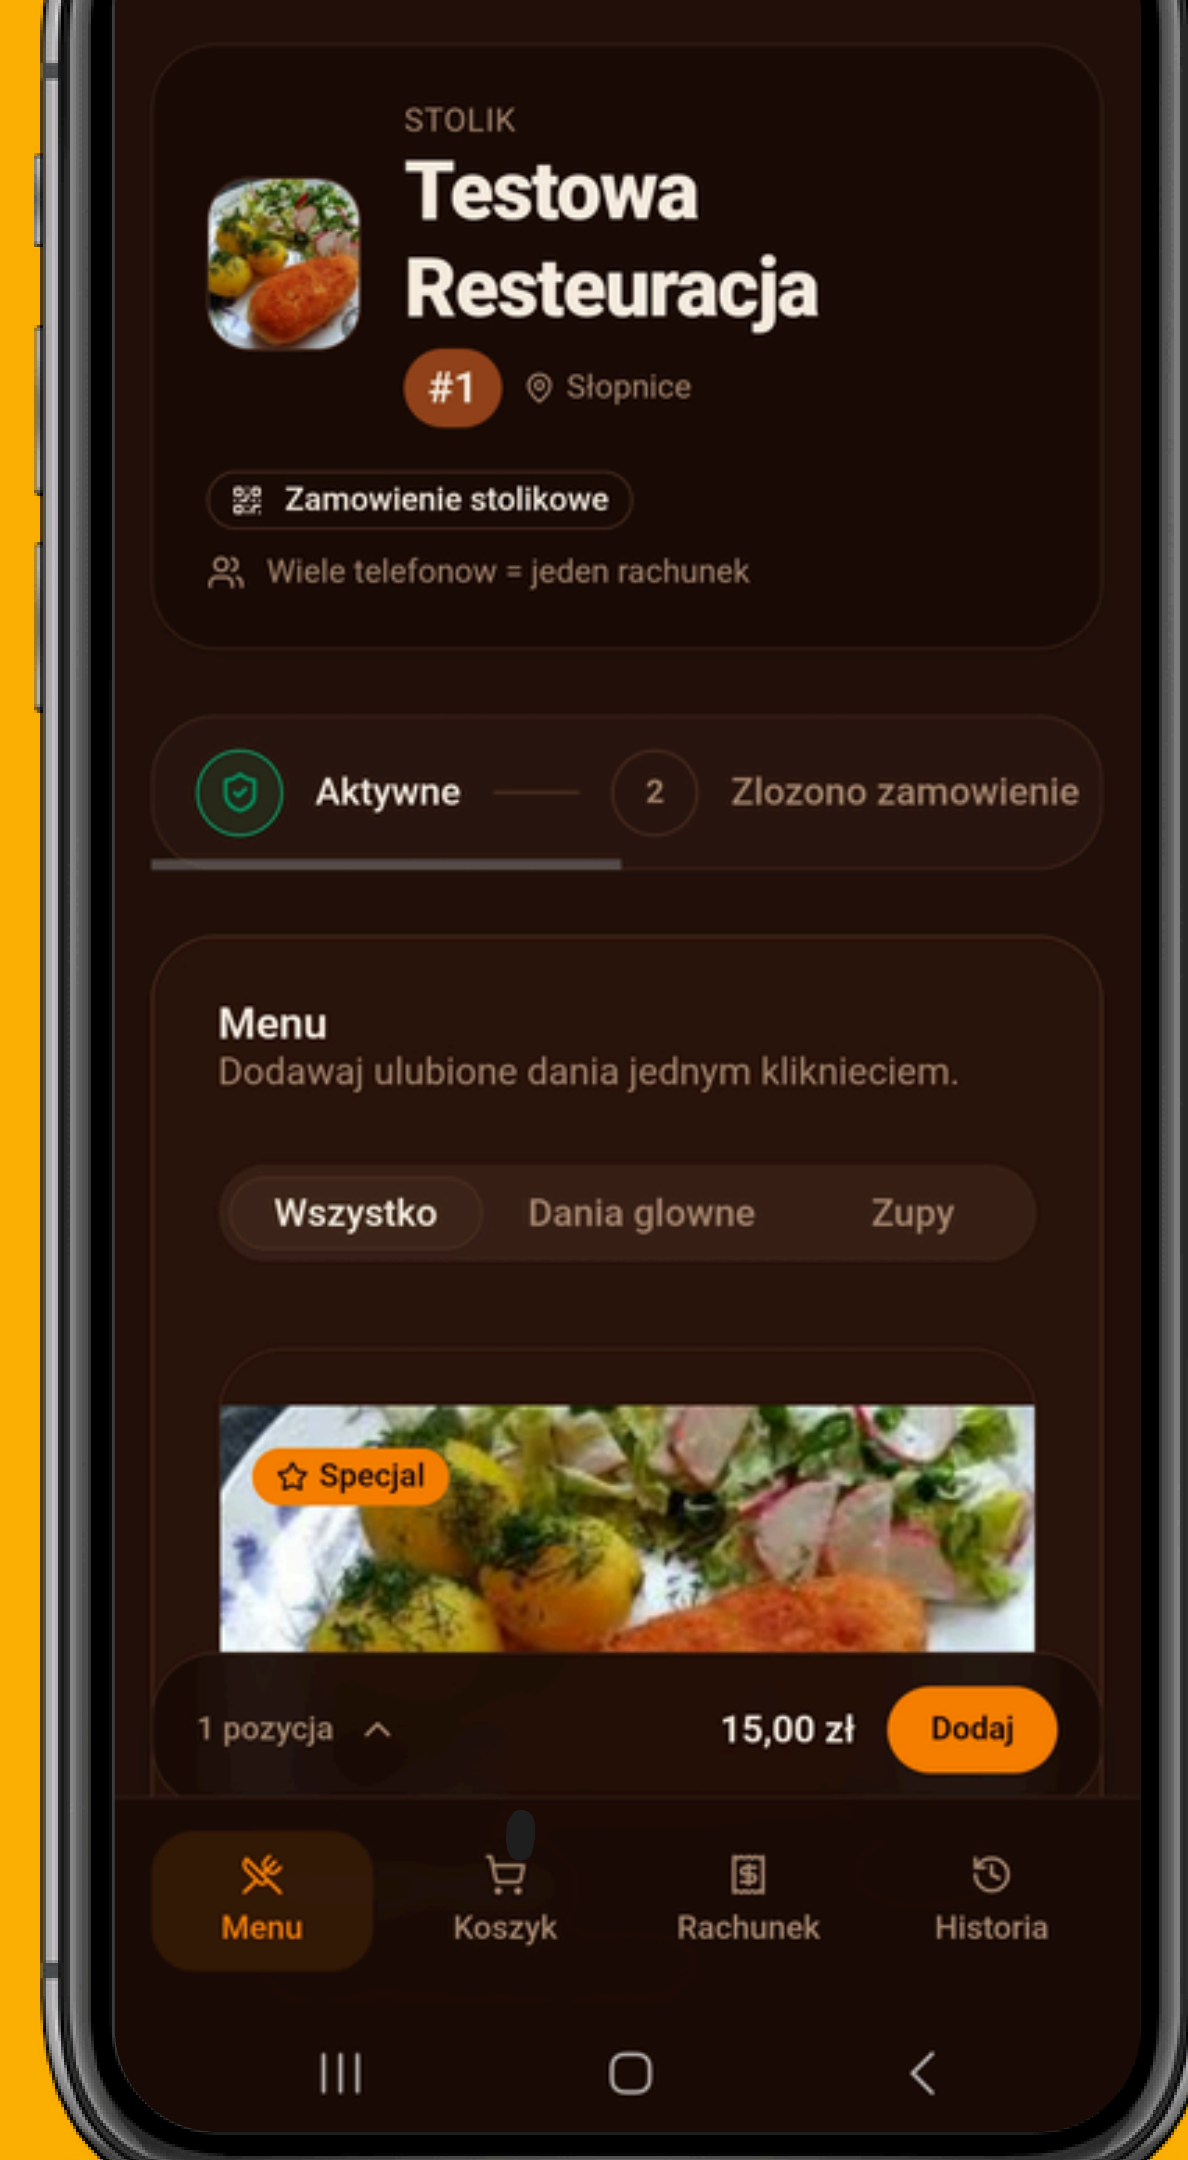 STOLIK
Testowa
Resteuracja
#1 Słopnice
Zamowienie stolikowe
Wiele telefonow = jeden rachunek
Aktywne 2 Zlozono zamowienie
Menu
Dodawaj ulubione dania jednym kliknieciem.
Wszystko Dania glowne Zupy
Specjal
1 pozycja 15,00 zł Dodaj
Menu Koszyk Rachunek Historia